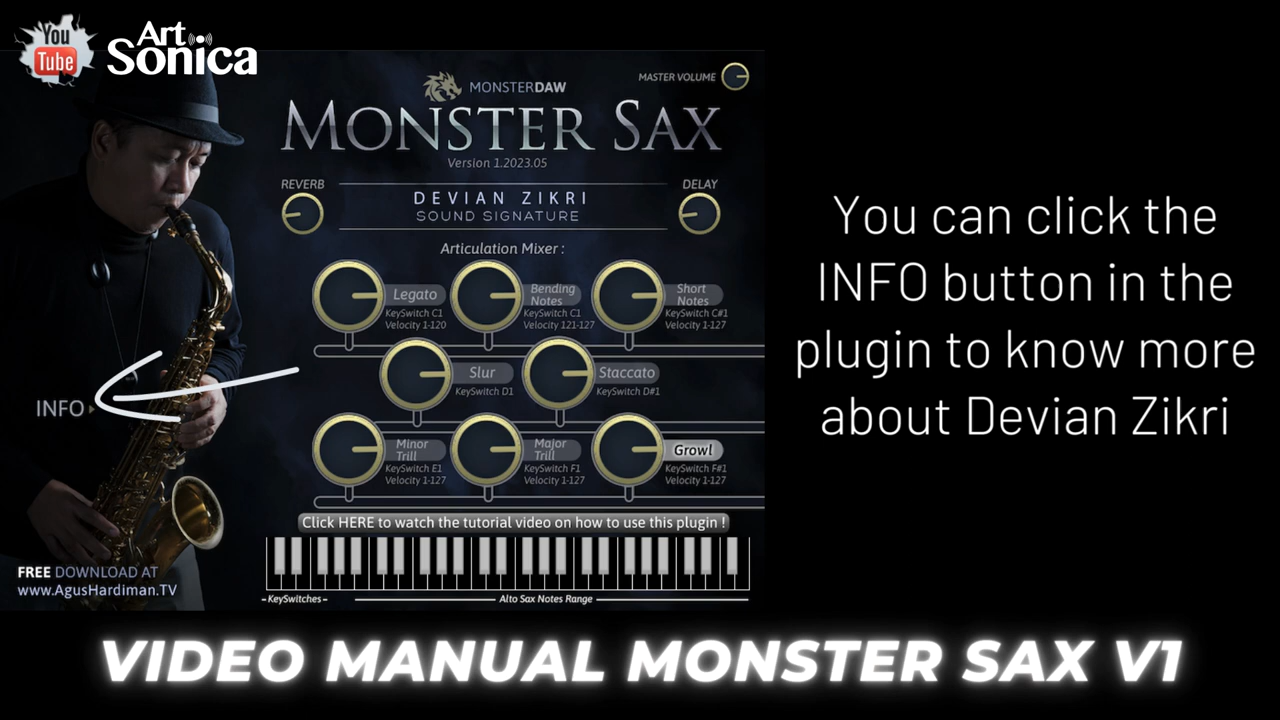 You
Tube
Art
Sonica
MONSTERDAW
MASTER VOLUME
MONSTER SAX
Version 1.2023.05
REVERB
DELAY
DEVIAN ZIKRI
SOUND SIGNATURE
Articulation Mixer :
Legato
KeySwitch C1
Velocity 1-120
Bending
Notes
KeySwitch C1
Velocity 121-127
Short
Notes
KeySwitch C#1
Velocity 1-127
Slur
KeySwitch D1
Staccato
KeySwitch D#1
Minor
Trill
KeySwitch E1
Velocity 1-127
Major
Trill
KeySwitch F1
Velocity 1-127
Growl
KeySwitch F#1
Velocity 1-127
INFO
Click HERE to watch the tutorial video on how to use this plugin !
KeySwitches
Alto Sax Notes Range
FREE DOWNLOAD AT
www.AgusHardiman.TV
You can click the
INFO button in the
plugin to know more
about Devian Zikri
VIDEO MANUAL MONSTER SAX V1